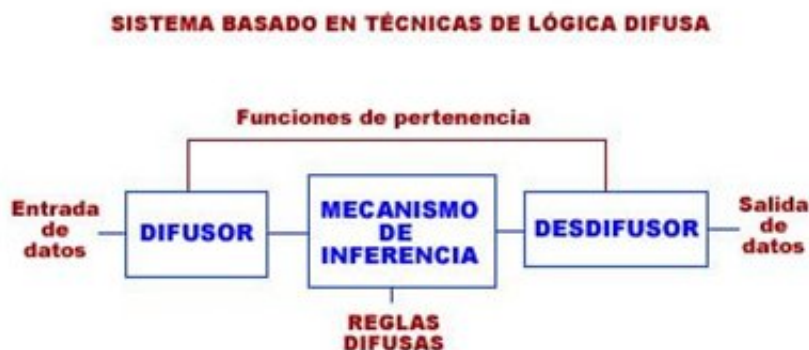 SISTEMA BASADO EN TÉCNICAS DE LÓGICA DIFUSA
Funciones de pertenencia
Entrada
de
datos
DIFUSOR
MECANISMO
DE
INFERENCIA
DESDIFUSOR
Salida
de
datos
REGLAS
DIFUSAS